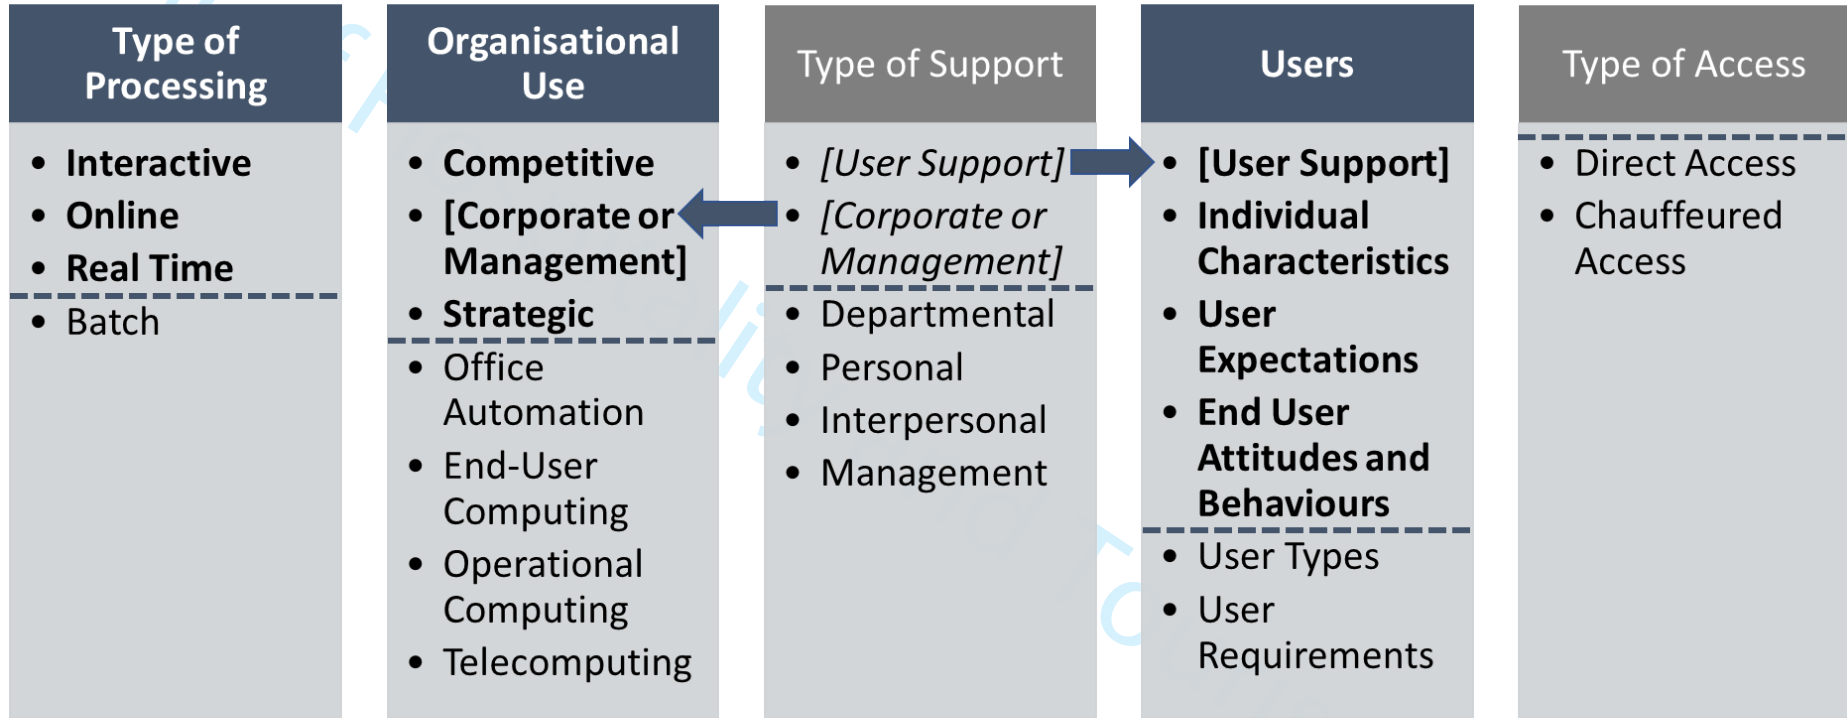 Type of
Processing
• Interactive
• Online
• Real Time
• Batch
Organisational
Use
• Competitive
• [Corporate or
Management]
• Strategic
• Office
Automation
• End-User
Computing
• Operational
Computing
• Telecomputing
Type of Support
• [User Support]
• [Corporate or
Management]
• Departmental
• Personal
• Interpersonal
• Management
Users
• [User Support]
• Individual
Characteristics
• User
Expectations
• End User
Attitudes and
Behaviours
• User Types
• User
Requirements
Type of Access
• Direct Access
• Chauffeured
Access